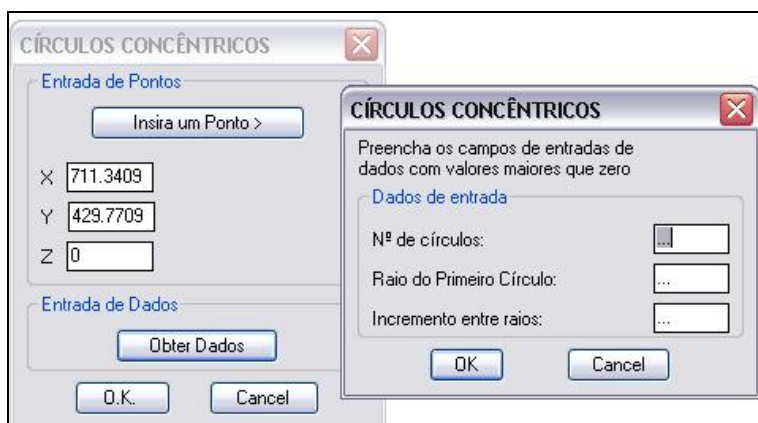 CÍRCULOS CONCÊNTRICOS
Entrada de Pontos
Insira um Ponto >
X 711.3409
Y 429.7709
Z 0
Entrada de Dados
Obter Dados
O.K. Cancel
CÍRCULOS CONCÊNTRICOS
Preencha os campos de entradas de
dados com valores maiores que zero
Dados de entrada
Nº de círculos: ...
Raio do Primeiro Círculo: ...
Incremento entre raios: ...
OK Cancel